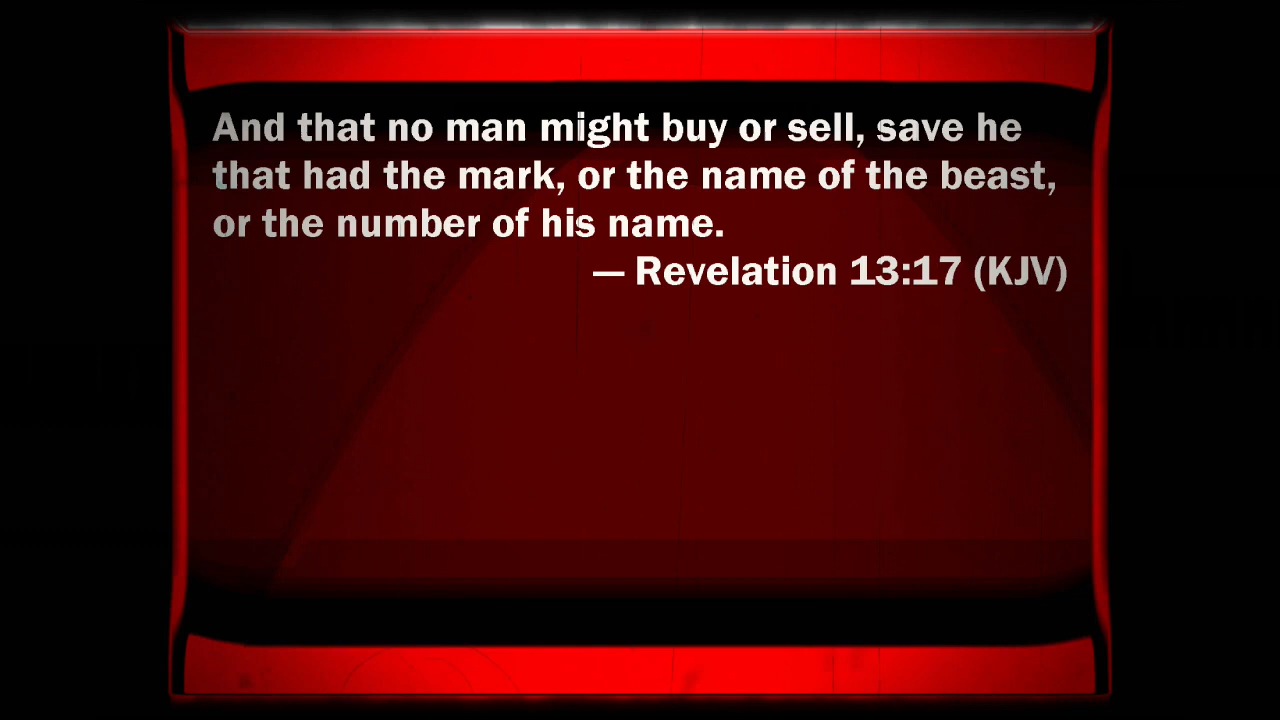 And that no man might buy or sell, save he
that had the mark, or the name of the beast,
or the number of his name.
— Revelation 13:17 (KJV)